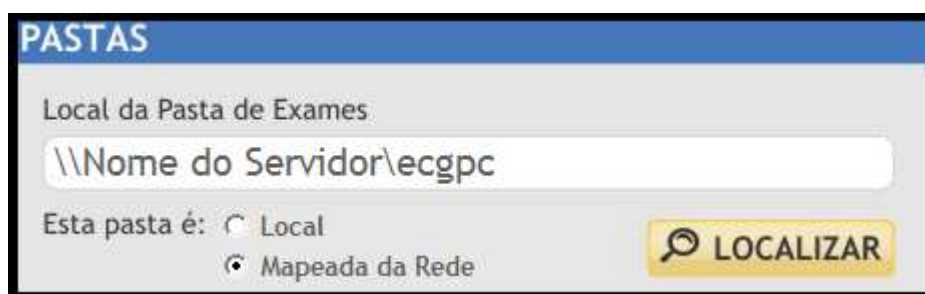 PASTAS
Local da Pasta de Exames
\\Nome do Servidor\ecgpc
Esta pasta é: Local
Mapeada da Rede
LOCALIZAR